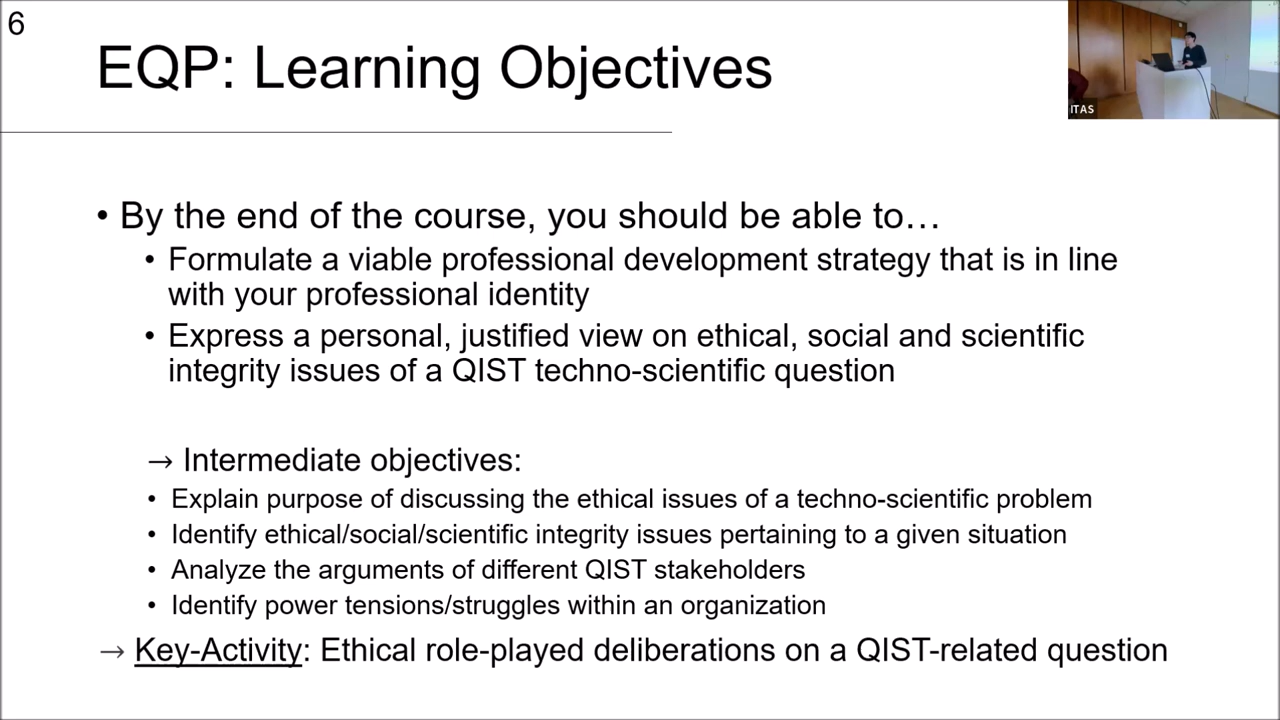 6
EQP: Learning Objectives
ITAS
• By the end of the course, you should be able to…
• Formulate a viable professional development strategy that is in line
with your professional identity
• Express a personal, justified view on ethical, social and scientific
integrity issues of a QIST techno-scientific question
→ Intermediate objectives:
• Explain purpose of discussing the ethical issues of a techno-scientific problem
• Identify ethical/social/scientific integrity issues pertaining to a given situation
• Analyze the arguments of different QIST stakeholders
• Identify power tensions/struggles within an organization
→ Key-Activity: Ethical role-played deliberations on a QIST-related question